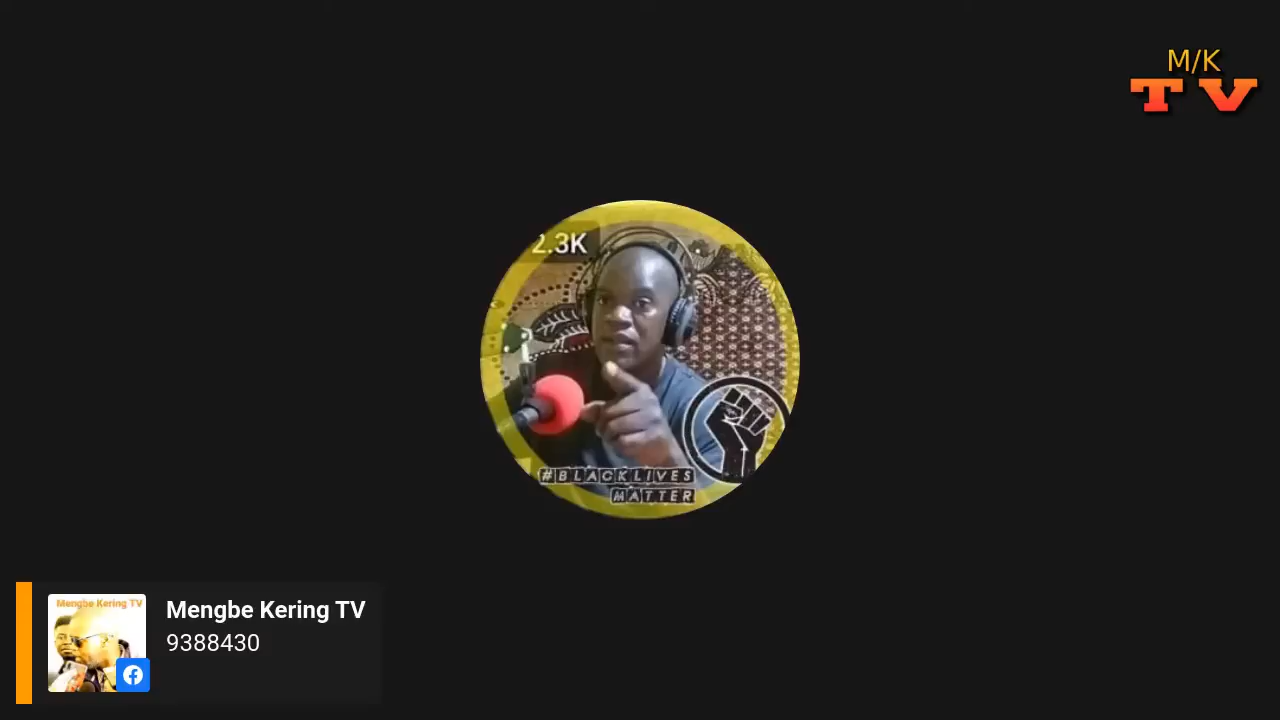 M/K
TV
2.3K
#BLACKLIVES
MATTER
Mengbe Kering TV
Mengbe Kering TV
9388430